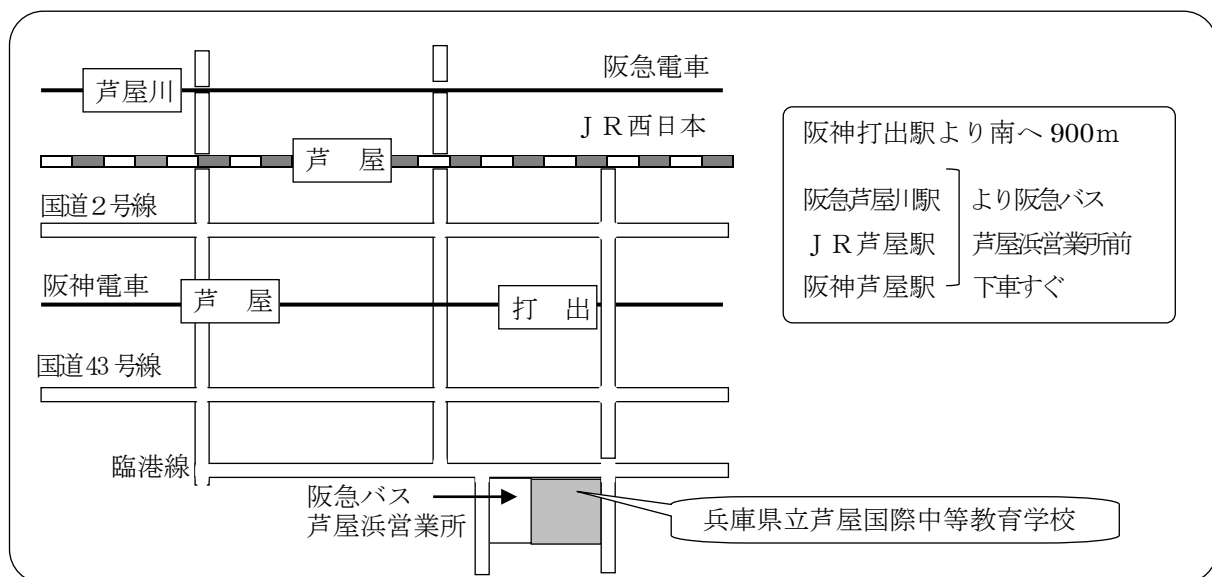 阪急電車
芦屋川
ＪＲ西日本
芦　屋
国道２号線
阪神電車
芦　屋
打　出
国道43号線
臨港線
阪急バス
芦屋浜営業所
兵庫県立芦屋国際中等教育学校
阪神打出駅より南へ 900ｍ
阪急芦屋川駅
ＪＲ芦屋駅
阪神芦屋駅
より阪急バス
芦屋浜営業所前
下車すぐ